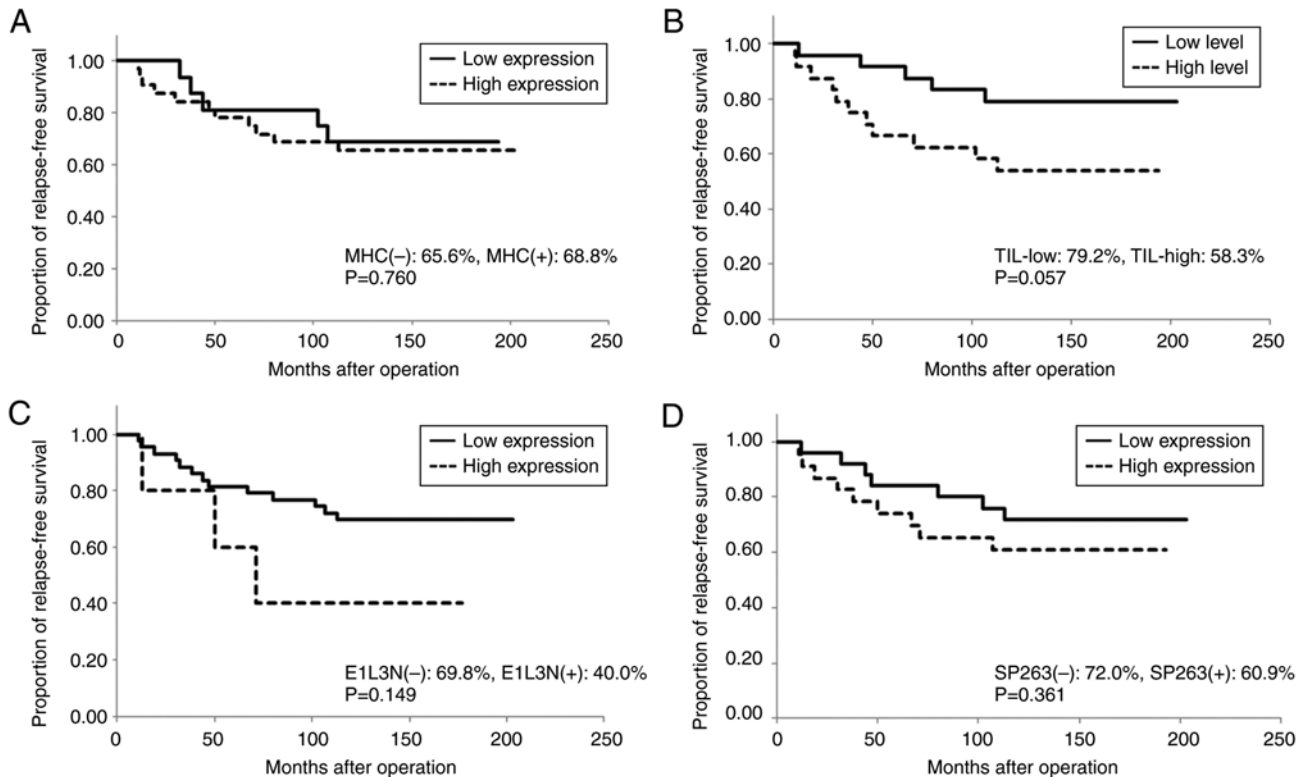 A
Proportion of relapse-free survival
1.00
0.80
0.60
0.40
0.20
0.00
0 50 100 150 200 250
Months after operation
Low expression
High expression
MHC(–): 65.6%, MHC(+): 68.8%
P=0.760
B
Proportion of relapse-free survival
1.00
0.80
0.60
0.40
0.20
0.00
0 50 100 150 200 250
Months after operation
Low level
High level
TIL-low: 79.2%, TIL-high: 58.3%
P=0.057
C
Proportion of relapse-free survival
1.00
0.80
0.60
0.40
0.20
0.00
0 50 100 150 200 250
Months after operation
Low expression
High expression
E1L3N(–): 69.8%, E1L3N(+): 40.0%
P=0.149
D
Proportion of relapse-free survival
1.00
0.80
0.60
0.40
0.20
0.00
0 50 100 150 200 250
Months after operation
Low expression
High expression
SP263(–): 72.0%, SP263(+): 60.9%
P=0.361